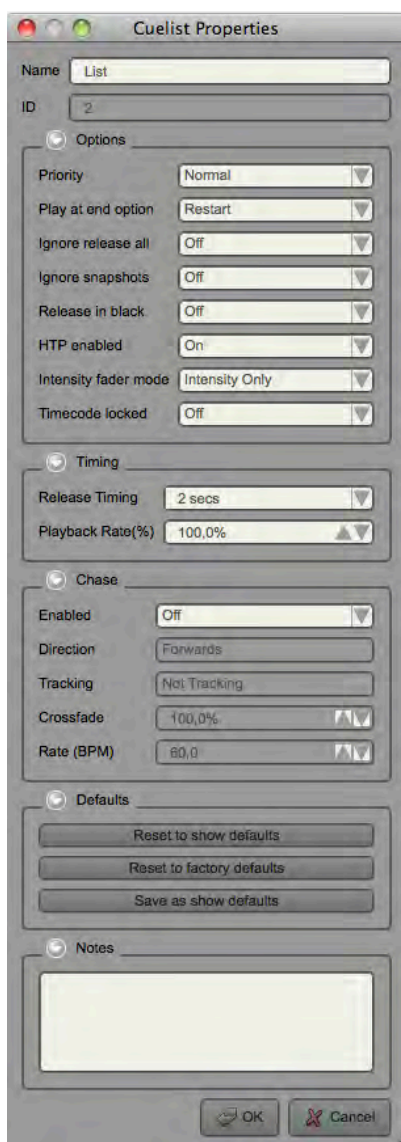 Cuelist Properties
Name List
ID 2
Options
Priority Normal
Play at end option Restart
Ignore release all Off
Ignore snapshots Off
Release in black Off
HTP enabled On
Intensity fader mode Intensity Only
Timecode locked Off
Timing
Release Timing 2 secs
Playback Rate(%) 100,0%
Chase
Enabled Off
Direction Forwards
Tracking Not Tracking
Crossfade 100,0%
Rate (BPM) 60,0
Defaults
Reset to show defaults
Reset to factory defaults
Save as show defaults
Notes
OK Cancel